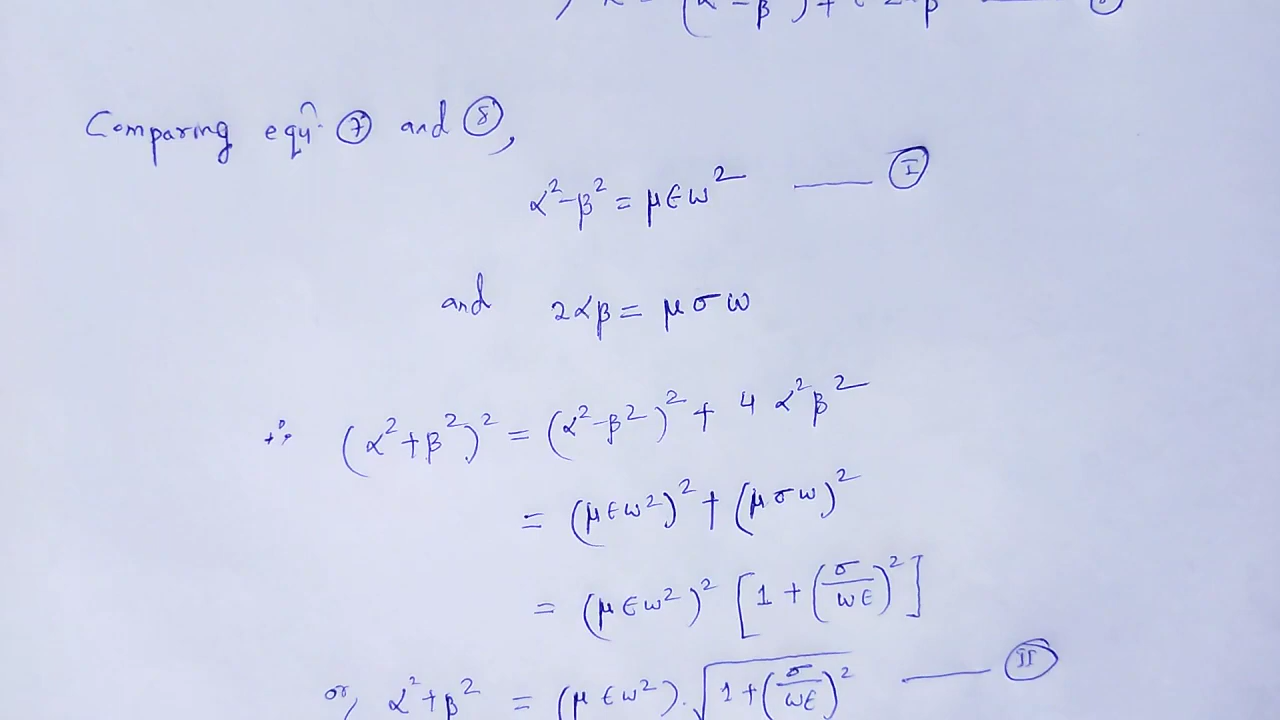 Comparing eqn. ⑦ and ⑧,
α² - β² = μϵω² —— Ⓘ
and 2αβ = μσω
∴ (α² + β²)² = (α² - β²)² + 4α²β²
= (μϵω²)² + (μσω)²
= (μϵω²)² [1 + (σ/ωϵ)²]
or, α² + β² = (μϵω²).√(1 + (σ/ωϵ)²) —— (II)